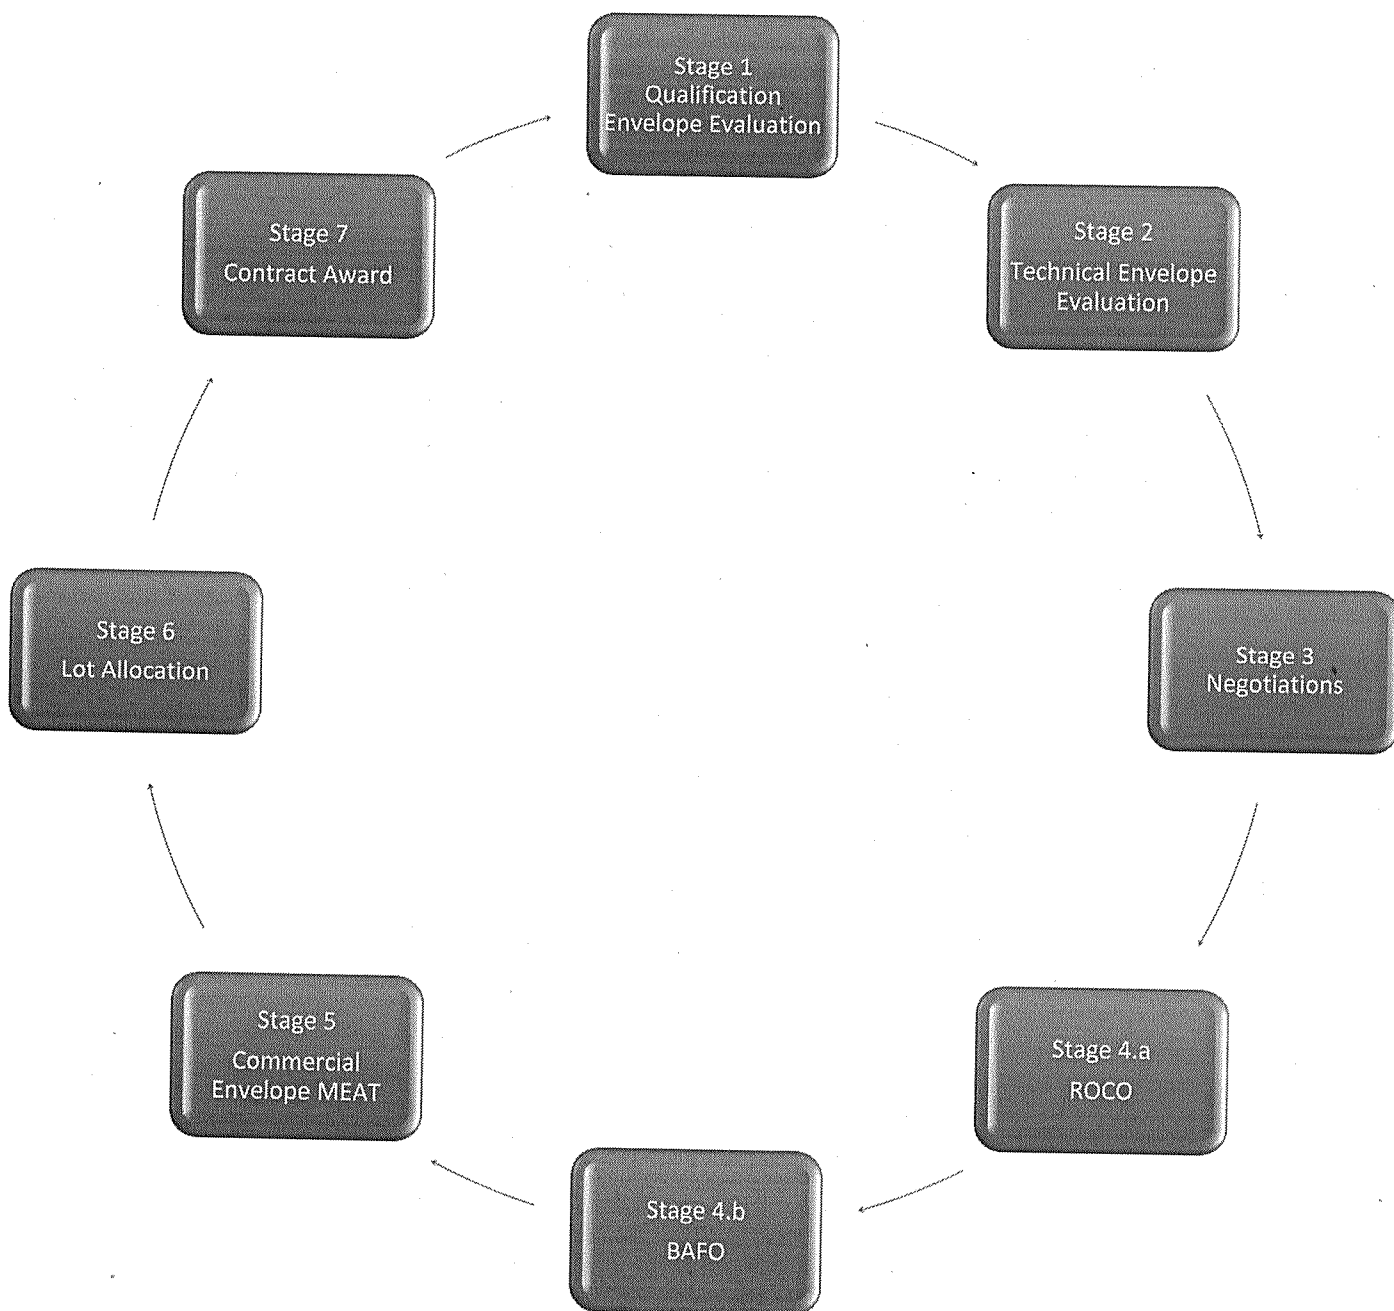 Stage 1
Qualification
Envelope Evaluation
Stage 2
Technical Envelope
Evaluation
Stage 3
Negotiations
Stage 4.a
ROCO
Stage 4.b
BAFO
Stage 5
Commercial
Envelope MEAT
Stage 6
Lot Allocation
Stage 7
Contract Award